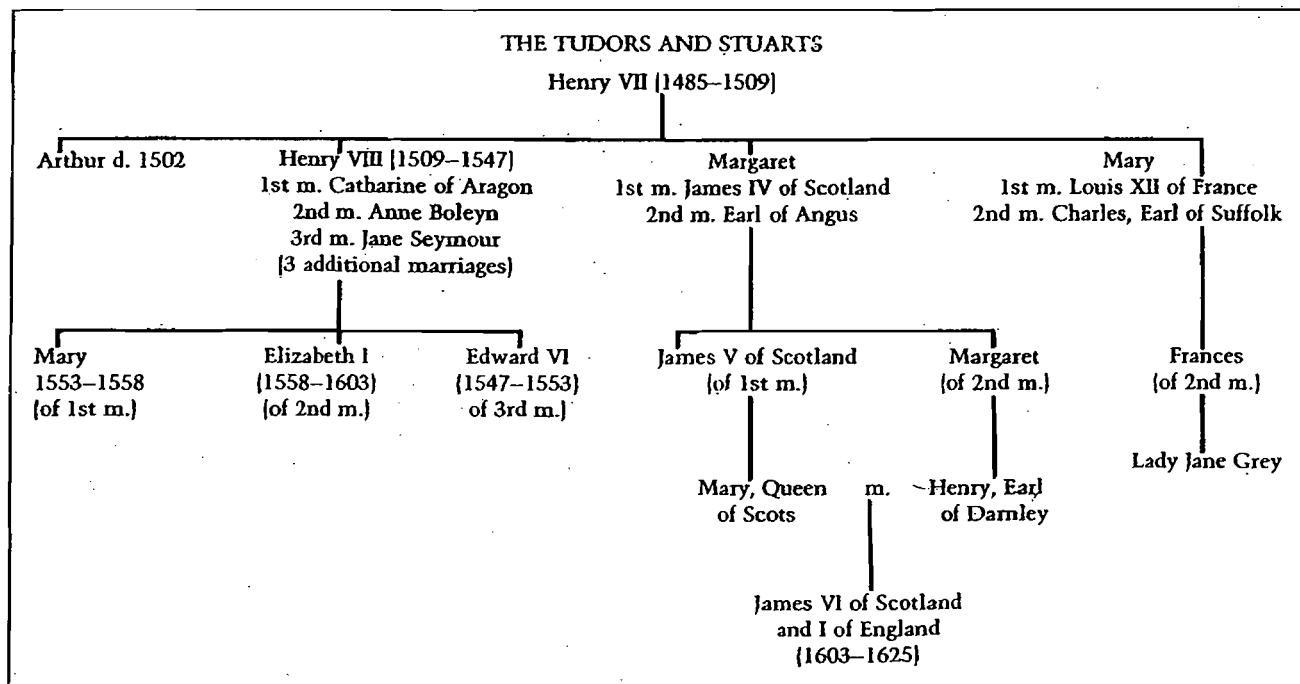 THE TUDORS AND STUARTS
Henry VII (1485–1509)
Arthur d. 1502
Henry VIII (1509–1547)
1st m. Catharine of Aragon
2nd m. Anne Boleyn
3rd m. Jane Seymour
(3 additional marriages)
Margaret
1st m. James IV of Scotland
2nd m. Earl of Angus
Mary
1st m. Louis XII of France
2nd m. Charles, Earl of Suffolk
Mary
1553–1558
(of 1st m.)
Elizabeth I
(1558–1603)
(of 2nd m.)
Edward VI
(1547–1553)
of 3rd m.)
James V of Scotland
(of 1st m.)
Margaret
(of 2nd m.)
Frances
(of 2nd m.)
Lady Jane Grey
Mary, Queen
of Scots
m.
Henry, Earl
of Darnley
James VI of Scotland
and I of England
(1603–1625)